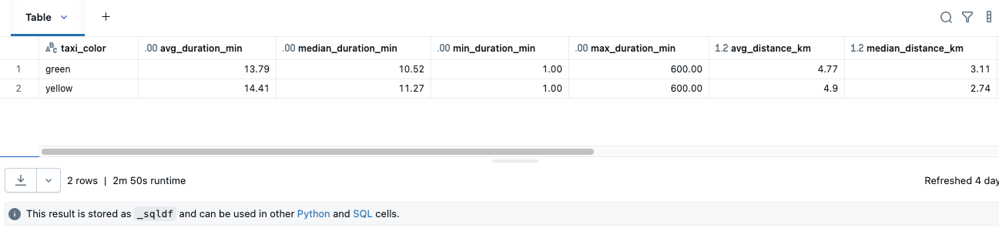 Table
taxi_color .00 avg_duration_min .00 median_duration_min .00 min_duration_min .00 max_duration_min 1.2 avg_distance_km 1.2 median_distance_km
1 green 13.79 10.52 1.00 600.00 4.77 3.11
2 yellow 14.41 11.27 1.00 600.00 4.9 2.74
2 rows | 2m 50s runtime Refreshed 4 day
This result is stored as _sqldf and can be used in other Python and SQL cells.